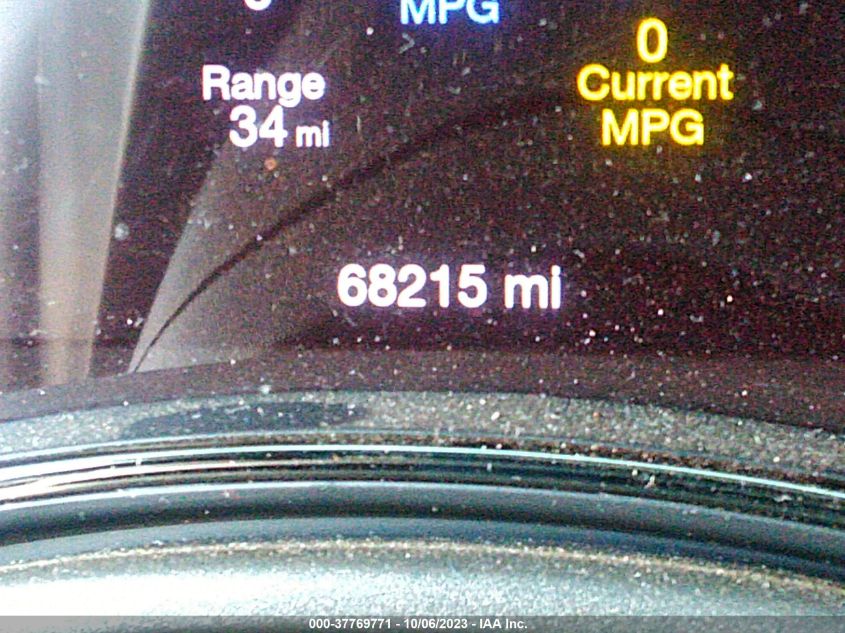 MPG
0
Range
Current
34 mi
MPG
68215 mi
000-37769771 - 10/06/2023 - IAA Inc.